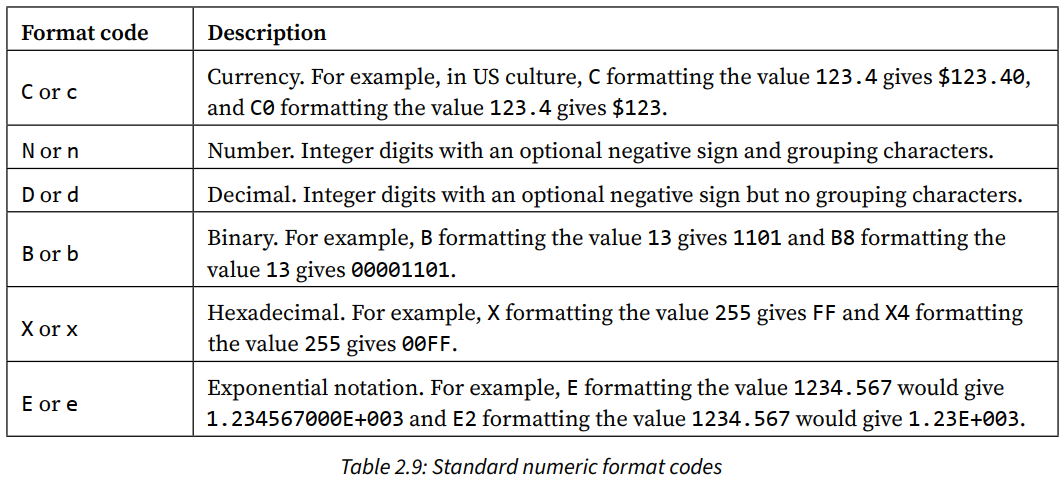 Format code Description
C or c Currency. For example, in US culture, C formatting the value 123.4 gives $123.40,
and C0 formatting the value 123.4 gives $123.
N or n Number. Integer digits with an optional negative sign and grouping characters.
D or d Decimal. Integer digits with an optional negative sign but no grouping characters.
B or b Binary. For example, B formatting the value 13 gives 1101 and B8 formatting the
value 13 gives 00001101.
X or x Hexadecimal. For example, X formatting the value 255 gives FF and X4 formatting
the value 255 gives 00FF.
E or e Exponential notation. For example, E formatting the value 1234.567 would give
1.234567000E+003 and E2 formatting the value 1234.567 would give 1.23E+003.
Table 2.9: Standard numeric format codes